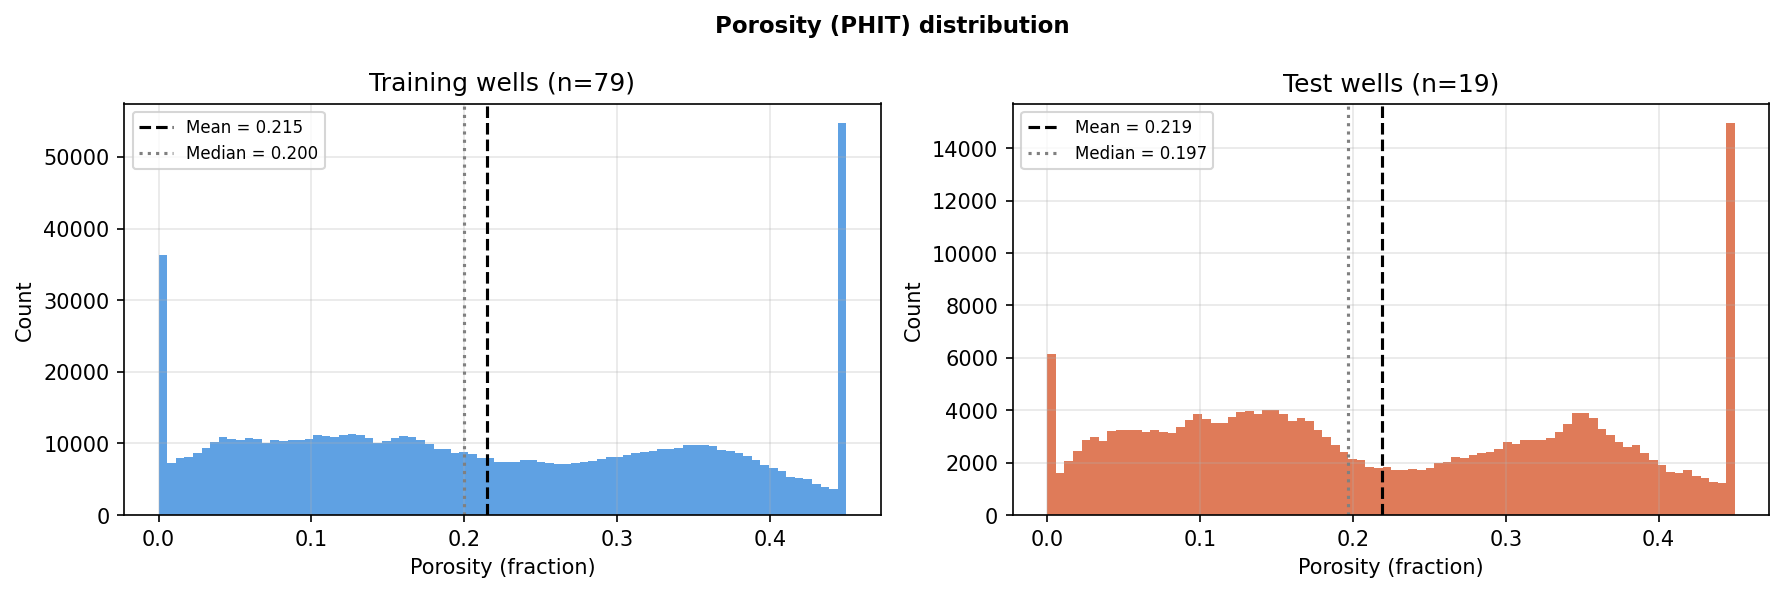 Porosity (PHIT) distribution
Training wells (n=79)
Mean = 0.215
Median = 0.200
50000
40000
30000
20000
10000
0
Count
0.0 0.1 0.2 0.3 0.4
Porosity (fraction)
Test wells (n=19)
Mean = 0.219
Median = 0.197
14000
12000
10000
8000
6000
4000
2000
0
Count
0.0 0.1 0.2 0.3 0.4
Porosity (fraction)